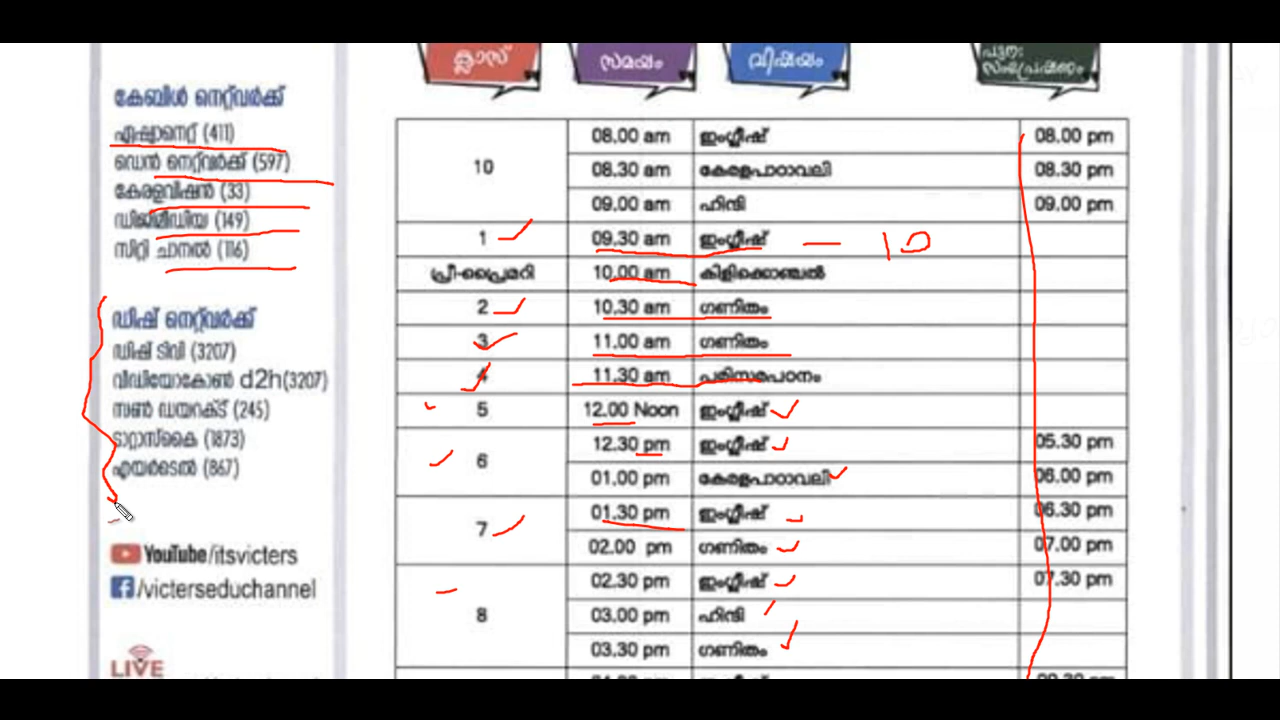 ക്ലാസ് സമയം വിഷയം പുനഃ സംപ്രേഷണം
കേബിൾ നെറ്റ്‌വർക്ക്
ഏഷ്യാനെറ്റ് (411)
ഡെൻ നെറ്റ്‌വർക്ക് (597)
കേരളവിഷൻ (33)
ഡിജിമീഡിയ (149)
സിറ്റി ചാനൽ (116)
ഡിഷ് നെറ്റ്‌വർക്ക്
ഡിഷ് ടിവി (3207)
വീഡിയോകോൺ d2h(3207)
സൺ ഡയറക്ട് (245)
ടാറ്റാസ്കൈ (1873)
എയർടെൽ (867)
YouTube/itsvicters
/victerseduchannel
LIVE
10 08.00 am ഇംഗ്ലീഷ് 08.00 pm
08.30 am കേരളപാഠാവലി 08.30 pm
09.00 am ഹിന്ദി 09.00 pm
1 09.30 am ഇംഗ്ലീഷ് — 10
പ്രീ-പ്രൈമറി 10.00 am കിളിക്കൊഞ്ചൽ
2 10.30 am ഗണിതം
3 11.00 am ഗണിതം
4 11.30 am പരിസരപഠനം
5 12.00 Noon ഇംഗ്ലീഷ്
6 12.30 pm ഇംഗ്ലീഷ് 05.30 pm
01.00 pm കേരളപാഠാവലി 06.00 pm
7 01.30 pm ഇംഗ്ലീഷ് 06.30 pm
02.00 pm ഗണിതം 07.00 pm
8 02.30 pm ഇംഗ്ലീഷ് 07.30 pm
03.00 pm ഹിന്ദി
03.30 pm ഗണിതം